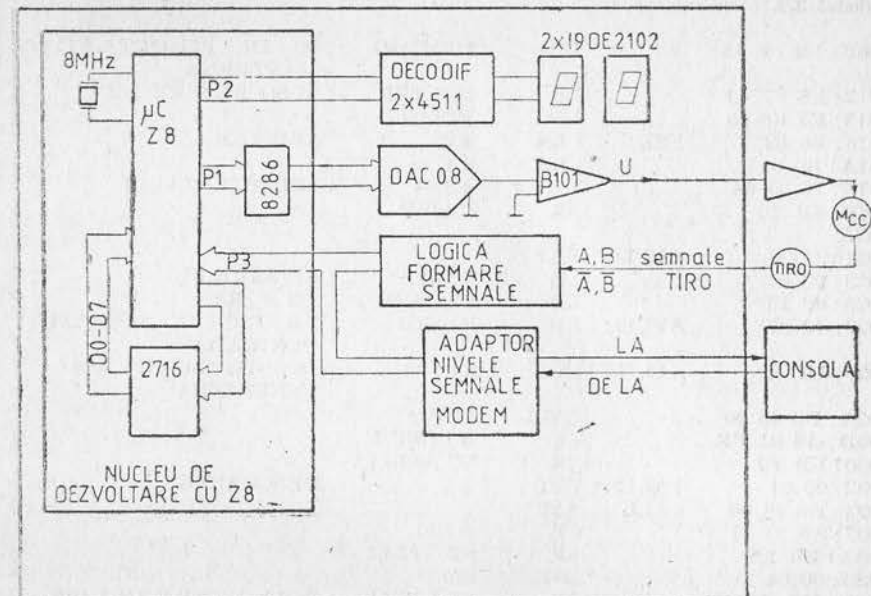 8MHz
µC
Z8
P2
DECODIF
2x4511
2x19DE2102
P1
8286
DAC 08
β101
U
MCC
P3
LOGICA
FORMARE
SEMNALE
A,B semnale
A̅,B̅ TIRO
TIRO
D0-D7
2716
ADAPTOR
NIVELE
SEMNALE
MODEM
LA
DE LA
CONSOLA
NUCLEU DE
DEZVOLTARE CU Z8